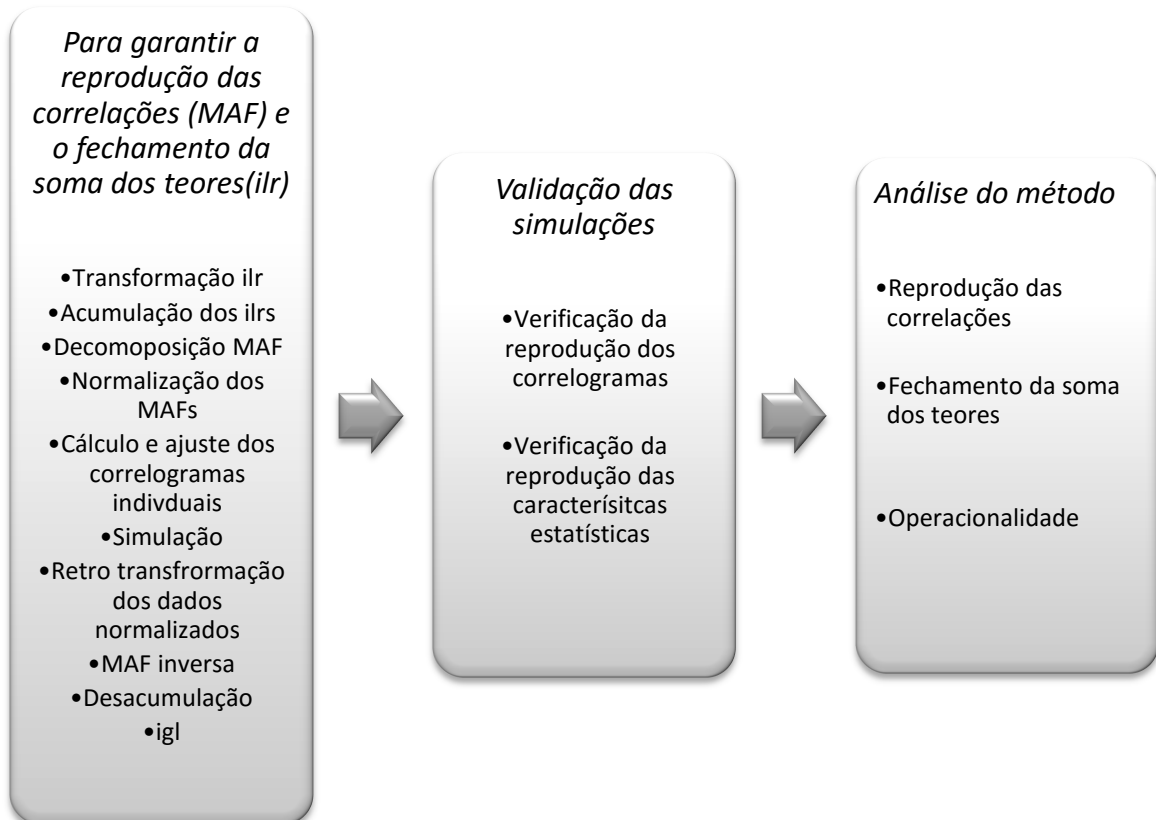 Para garantir a
reprodução das
correlações (MAF) e
o fechamento da
soma dos teores(ilr)
•Transformação ilr
•Acumulação dos ilrs
•Decomoposição MAF
•Normalização dos
MAFs
•Cálculo e ajuste dos
correlogramas
indivduais
•Simulação
•Retro transfrormação
dos dados
normalizados
•MAF inversa
•Desacumulação
•igl
Validação das
simulações
•Verificação da
reprodução dos
correlogramas
•Verificação da
reprodução das
caracterísitcas
estatísticas
Análise do método
•Reprodução das
correlações
•Fechamento da soma
dos teores
•Operacionalidade